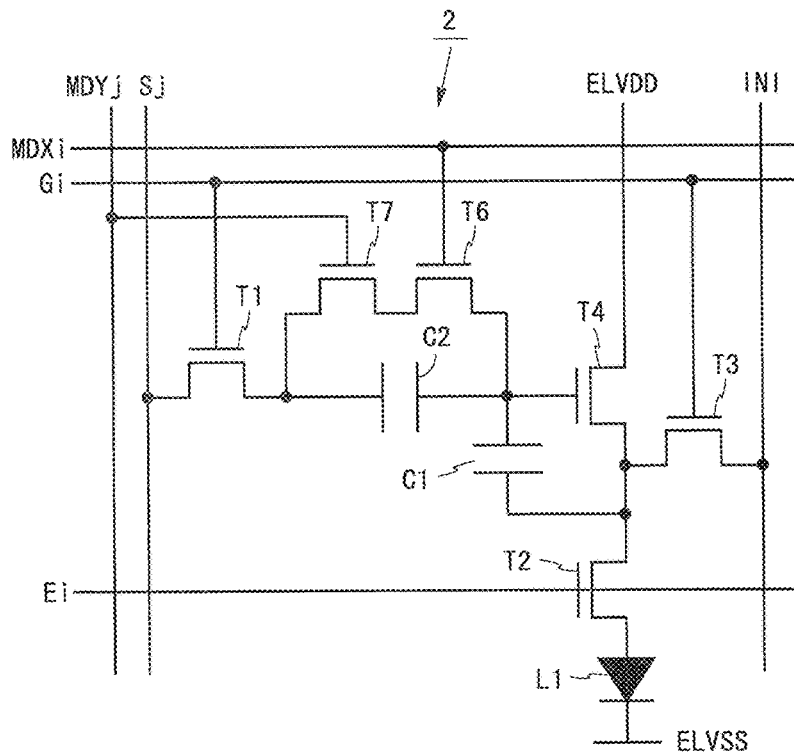 2
MDYj Sj ELVDD INI
MDXi
Gi
T7 T6
T1 C2 T4 T3
C1
T2
Ei
L1
ELVSS